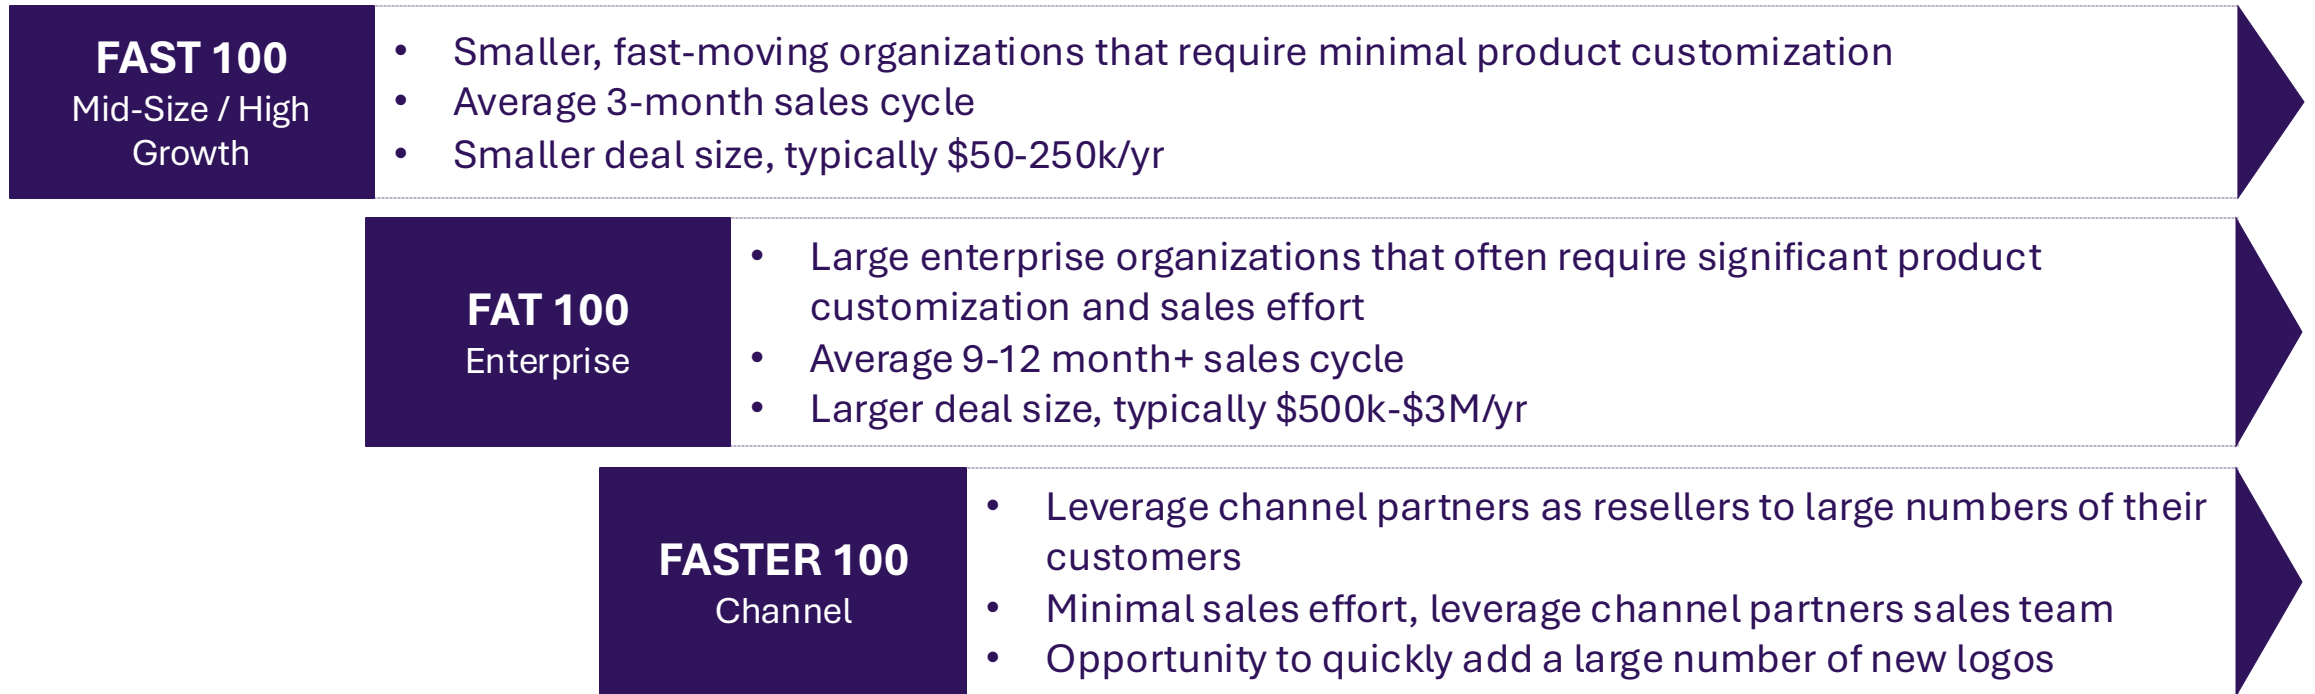 FAST 100
Mid-Size / High
Growth
• Smaller, fast-moving organizations that require minimal product customization
• Average 3-month sales cycle
• Smaller deal size, typically $50-250k/yr
FAT 100
Enterprise
• Large enterprise organizations that often require significant product
customization and sales effort
• Average 9-12 month+ sales cycle
• Larger deal size, typically $500k-$3M/yr
FASTER 100
Channel
• Leverage channel partners as resellers to large numbers of their
customers
• Minimal sales effort, leverage channel partners sales team
• Opportunity to quickly add a large number of new logos